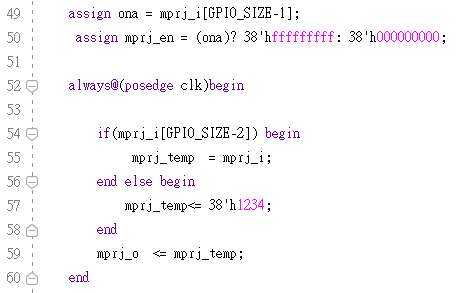 49 assign ona = mprj_i[GPIO_SIZE-1];
50 assign mprj_en = (ona)? 38'hfffffffff: 38'h000000000;
51
52 always@(posedge clk)begin
53
54 if(mprj_i[GPIO_SIZE-2]) begin
55 mprj_temp = mprj_i;
56 end else begin
57 mprj_temp<= 38'h1234;
58 end
59 mprj_o <= mprj_temp;
60 end